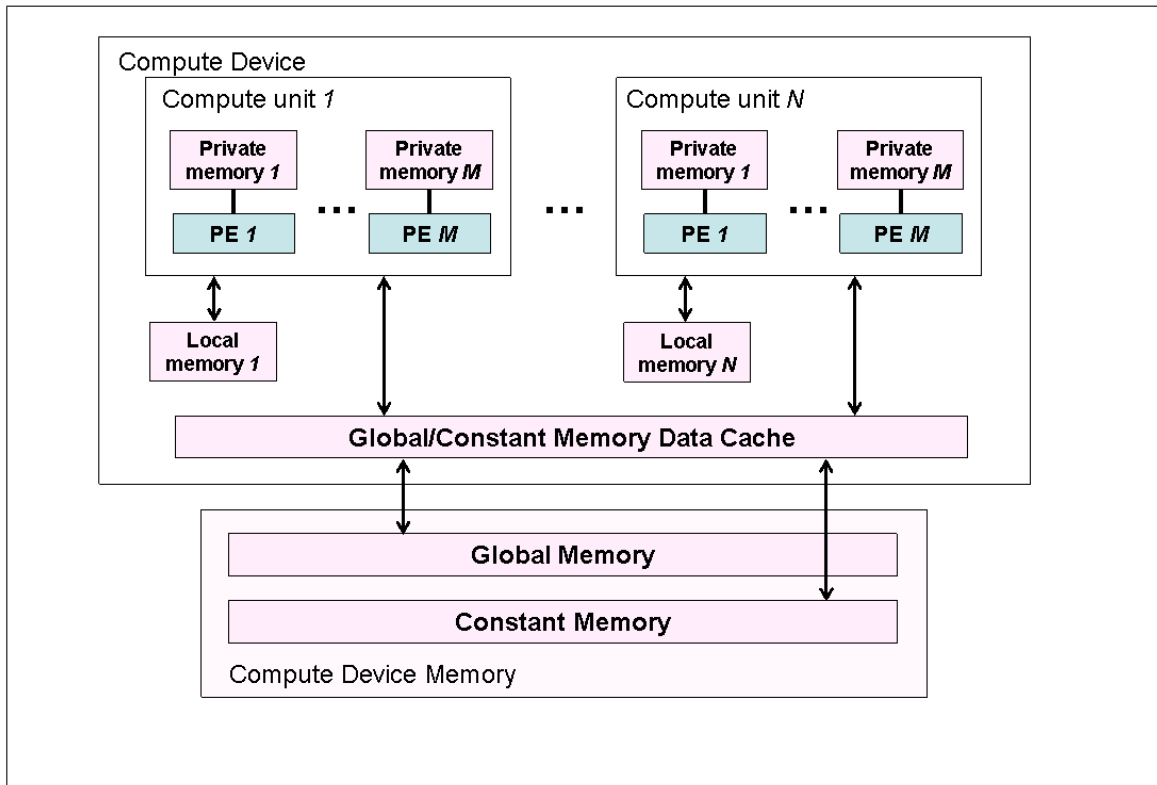 Compute Device
Compute unit 1
Private
memory 1
Private
memory M
...
PE 1
PE M
...
Compute unit N
Private
memory 1
Private
memory M
...
PE 1
PE M
Local
memory 1
Local
memory N
Global/Constant Memory Data Cache
Global Memory
Constant Memory
Compute Device Memory